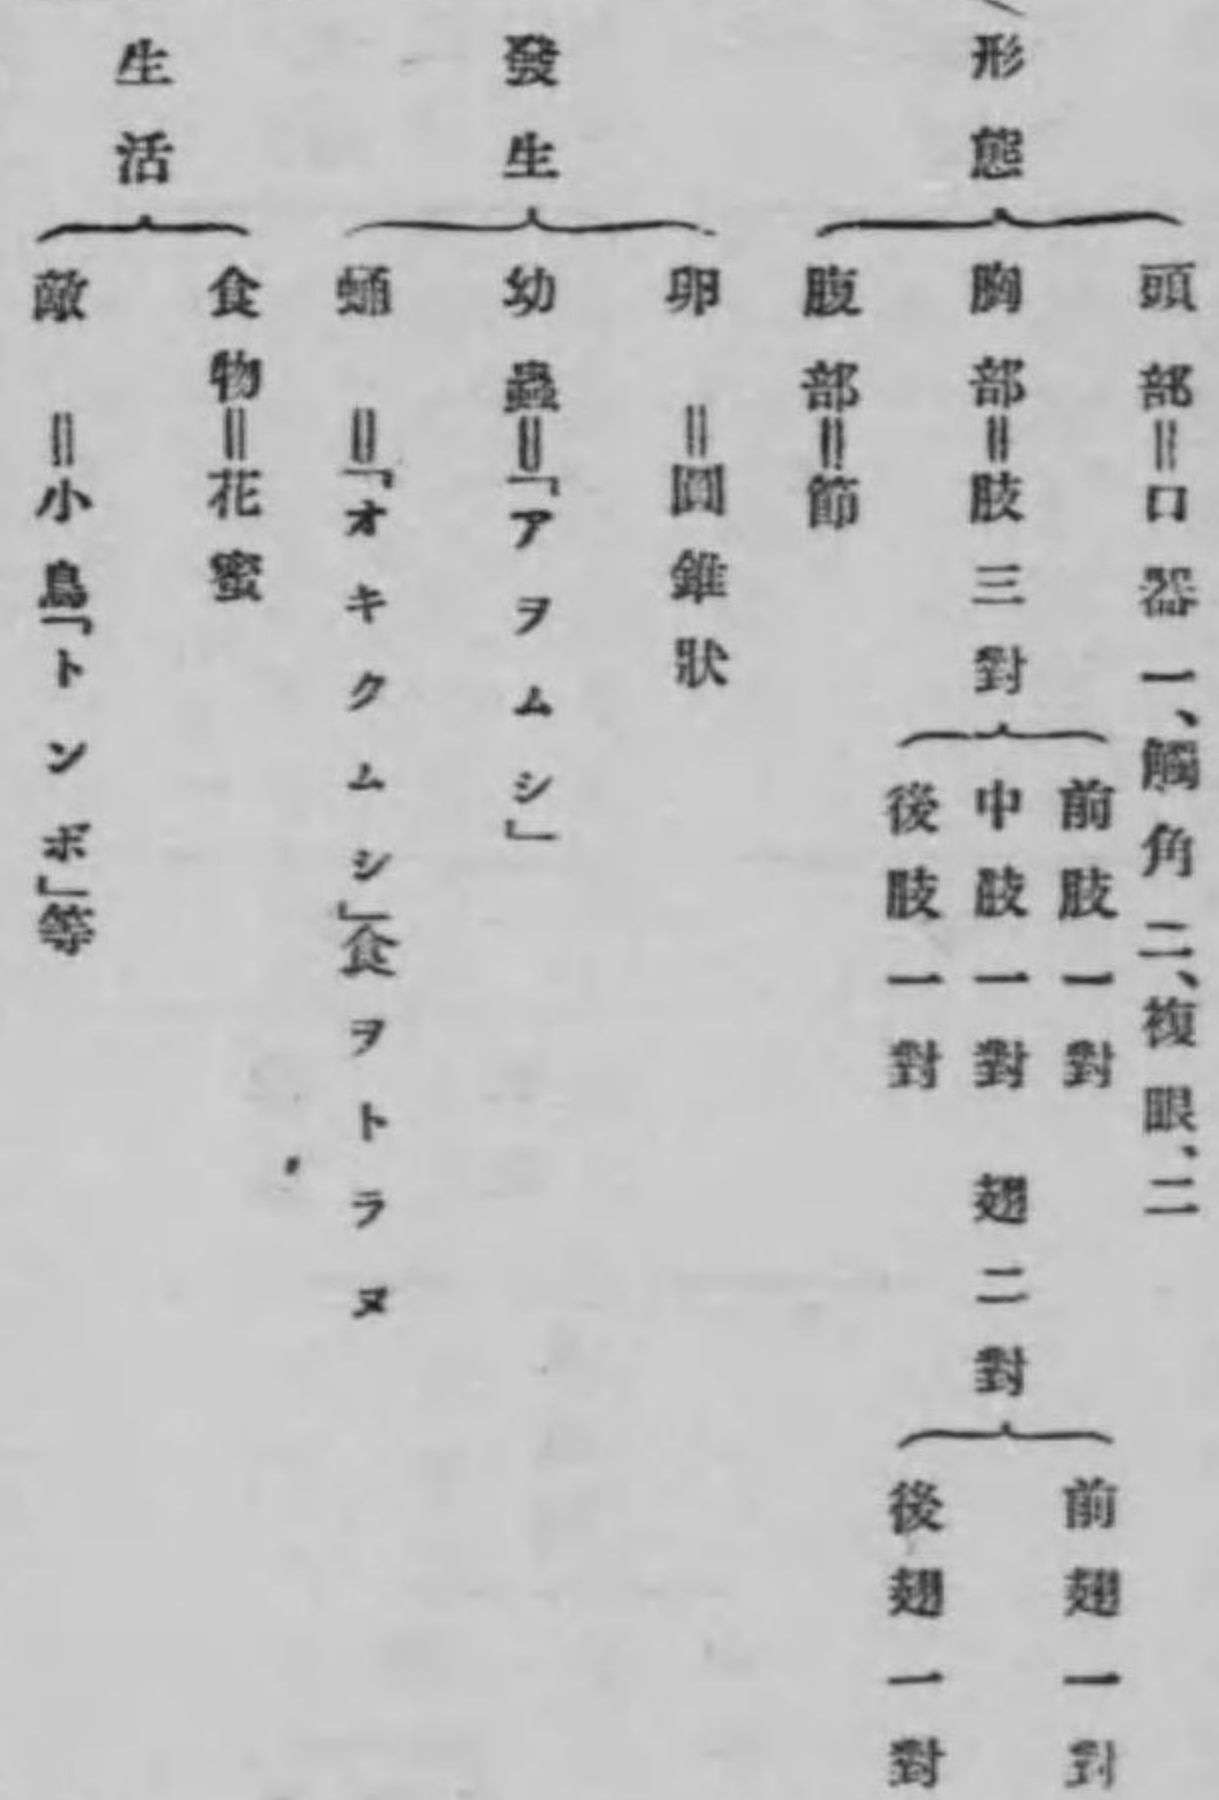 形態
頭部＝口器一、觸角二、複眼、二
胸部＝肢三對
前肢一對
中肢一對
後肢一對
翅二對
前翅一對
後翅一對
腹部＝節
發生
卵＝圓錐狀
幼蟲＝「アヲムシ」
蛹＝「オキクムシ」食ヲトラヌ
生活
食物＝花蜜
敵＝小鳥「トンボ」等